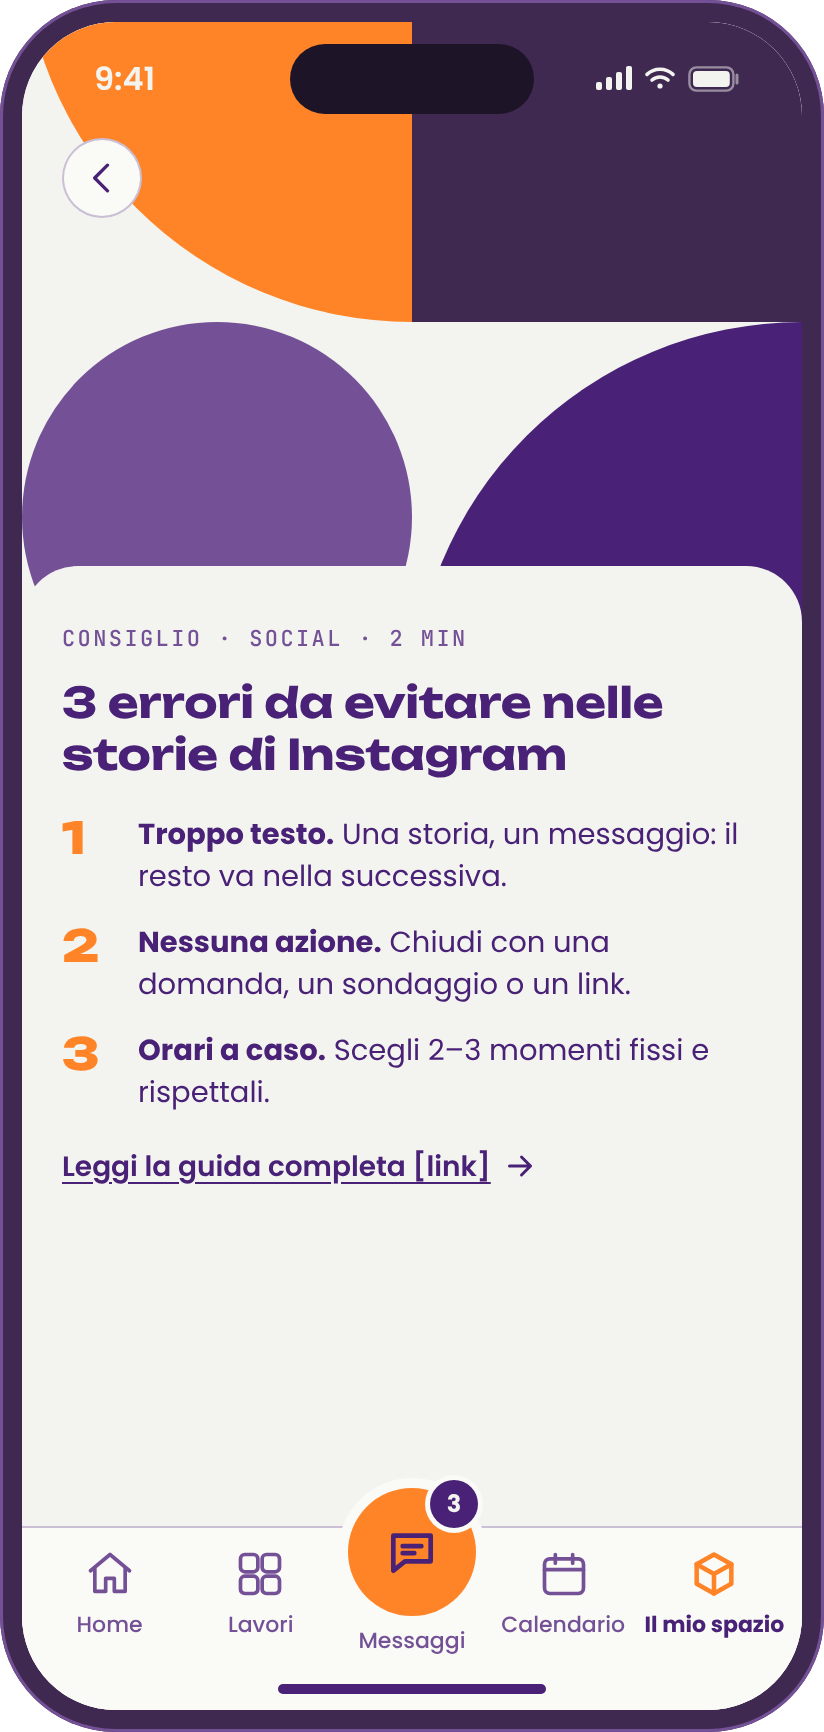 9:41
CONSIGLIO · SOCIAL · 2 MIN
3 errori da evitare nelle
storie di Instagram
1 Troppo testo. Una storia, un messaggio: il
resto va nella successiva.
2 Nessuna azione. Chiudi con una
domanda, un sondaggio o un link.
3 Orari a caso. Scegli 2–3 momenti fissi e
rispettali.
Leggi la guida completa [link] →
3
Home Lavori Messaggi Calendario Il mio spazio